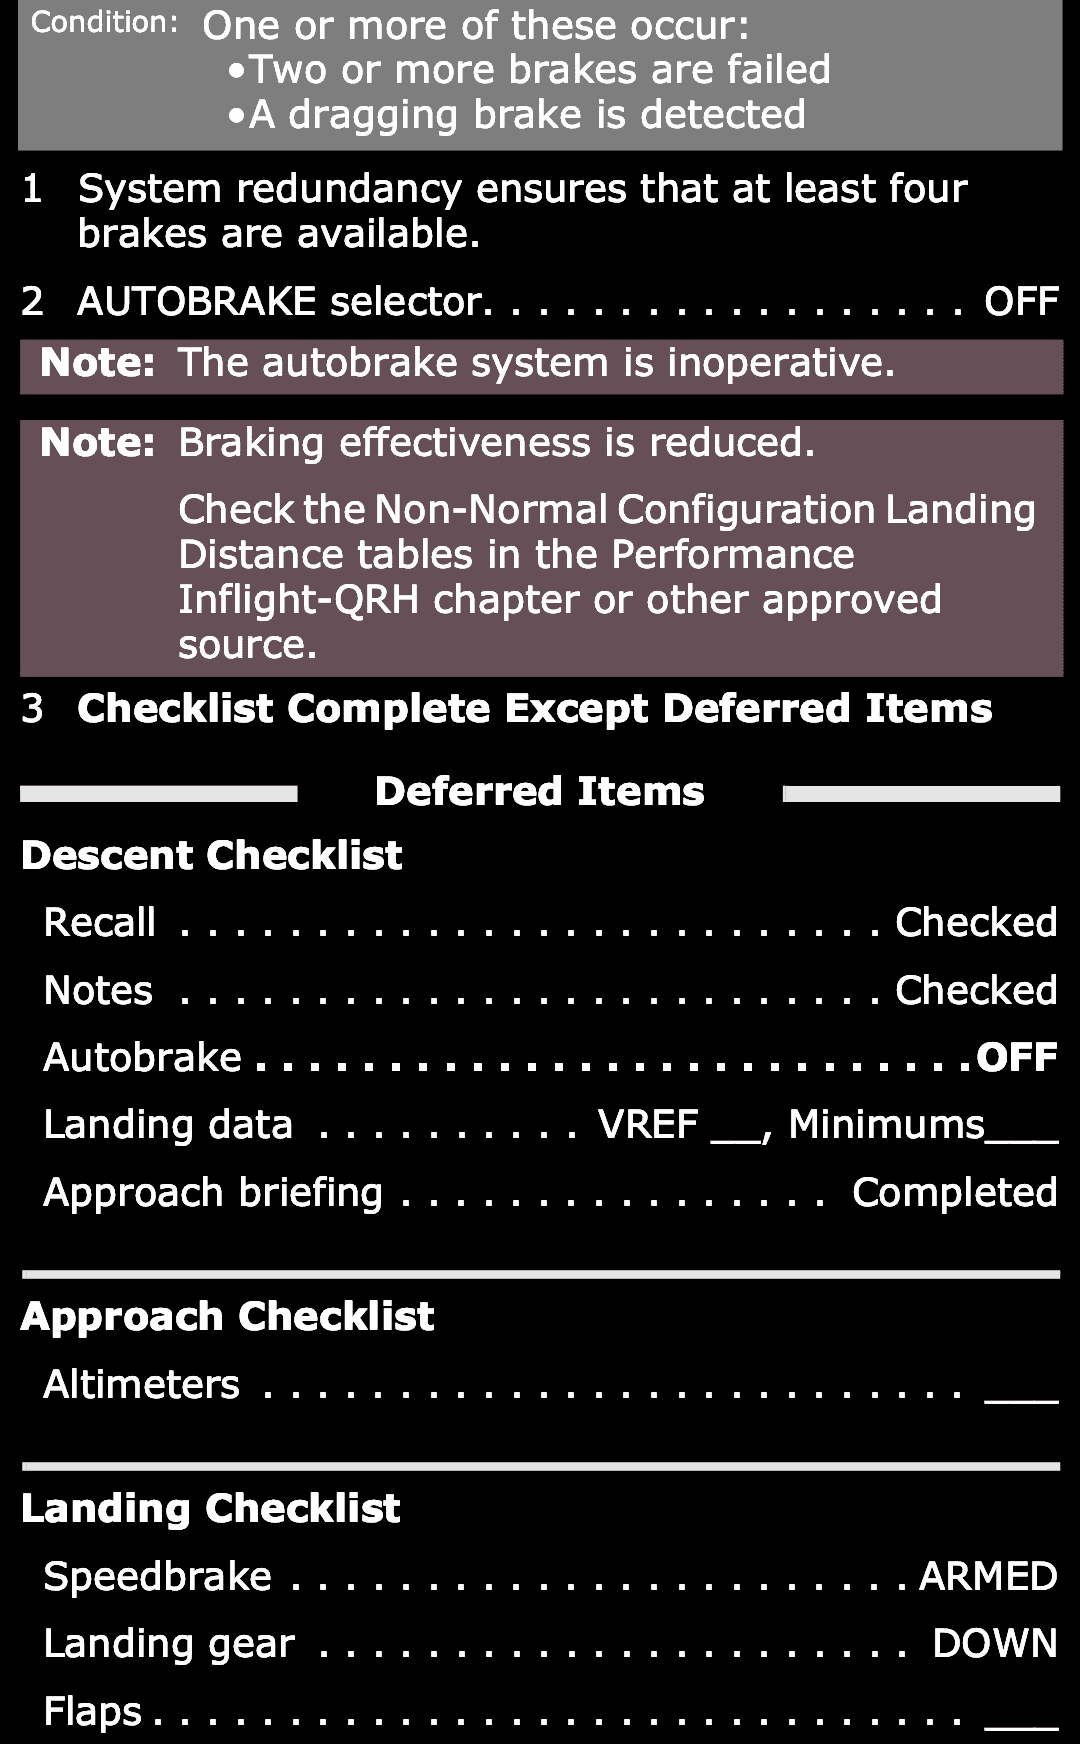 Condition: One or more of these occur:
•Two or more brakes are failed
•A dragging brake is detected
1 System redundancy ensures that at least four
brakes are available.
2 AUTOBRAKE selector. . . . . . . . . . . . . . . . . . OFF
Note: The autobrake system is inoperative.
Note: Braking effectiveness is reduced.
Check the Non-Normal Configuration Landing
Distance tables in the Performance
Inflight-QRH chapter or other approved
source.
3 Checklist Complete Except Deferred Items
Deferred Items
Descent Checklist
Recall . . . . . . . . . . . . . . . . . . . . . . . . . . Checked
Notes . . . . . . . . . . . . . . . . . . . . . . . . . . Checked
Autobrake . . . . . . . . . . . . . . . . . . . . . . . . . . . OFF
Landing data . . . . . . . . . . VREF __, Minimums___
Approach briefing . . . . . . . . . . . . . . . . Completed
Approach Checklist
Altimeters . . . . . . . . . . . . . . . . . . . . . . . . . . ___
Landing Checklist
Speedbrake . . . . . . . . . . . . . . . . . . . . . . . ARMED
Landing gear . . . . . . . . . . . . . . . . . . . . . . DOWN
Flaps . . . . . . . . . . . . . . . . . . . . . . . . . . . . . . ___